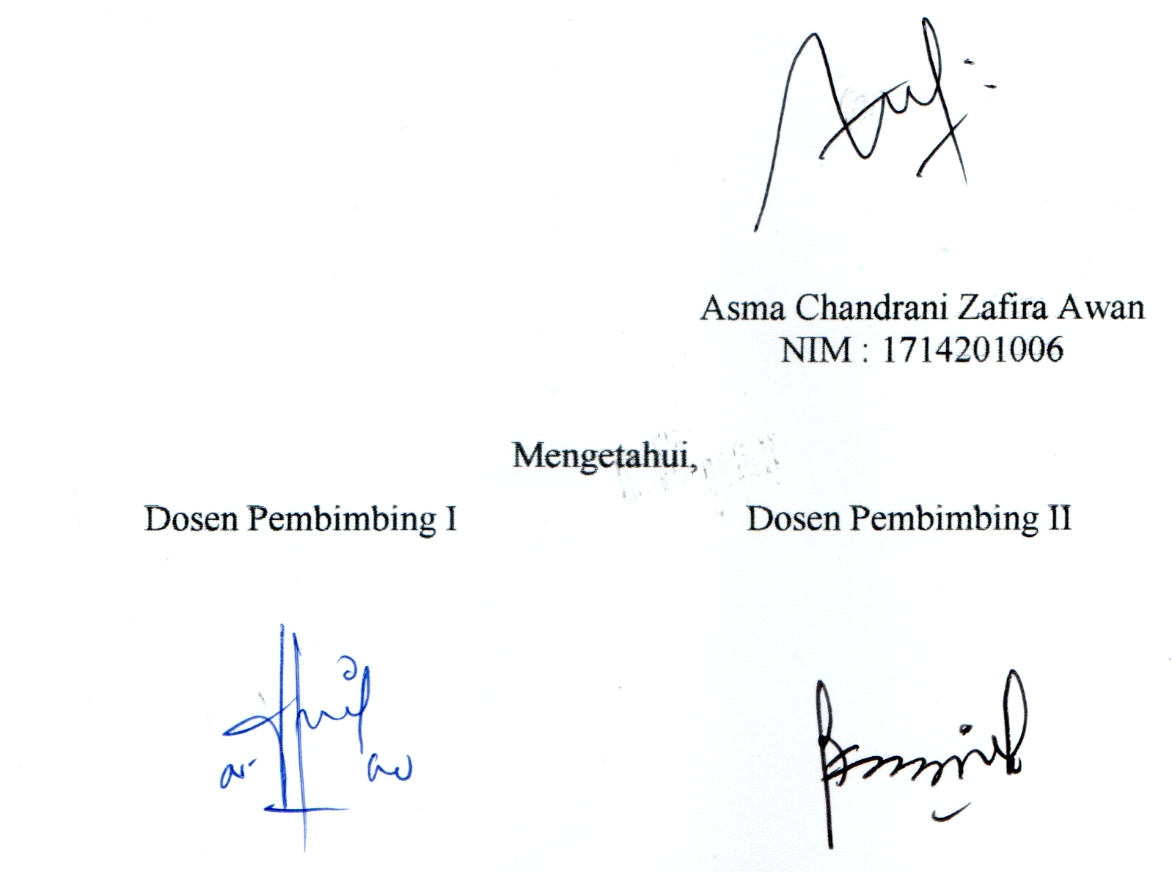 Asma Chandrani Zafira Awan
NIM : 1714201006
Mengetahui,
Dosen Pembimbing I
Dosen Pembimbing II